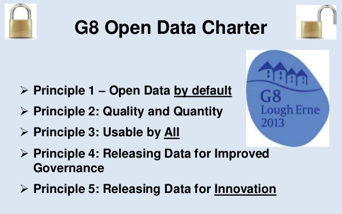 G8 Open Data Charter
➢ Principle 1 – Open Data by default
➢ Principle 2: Quality and Quantity
➢ Principle 3: Usable by All
➢ Principle 4: Releasing Data for Improved
Governance
➢ Principle 5: Releasing Data for Innovation
G8
Lough Erne
2013